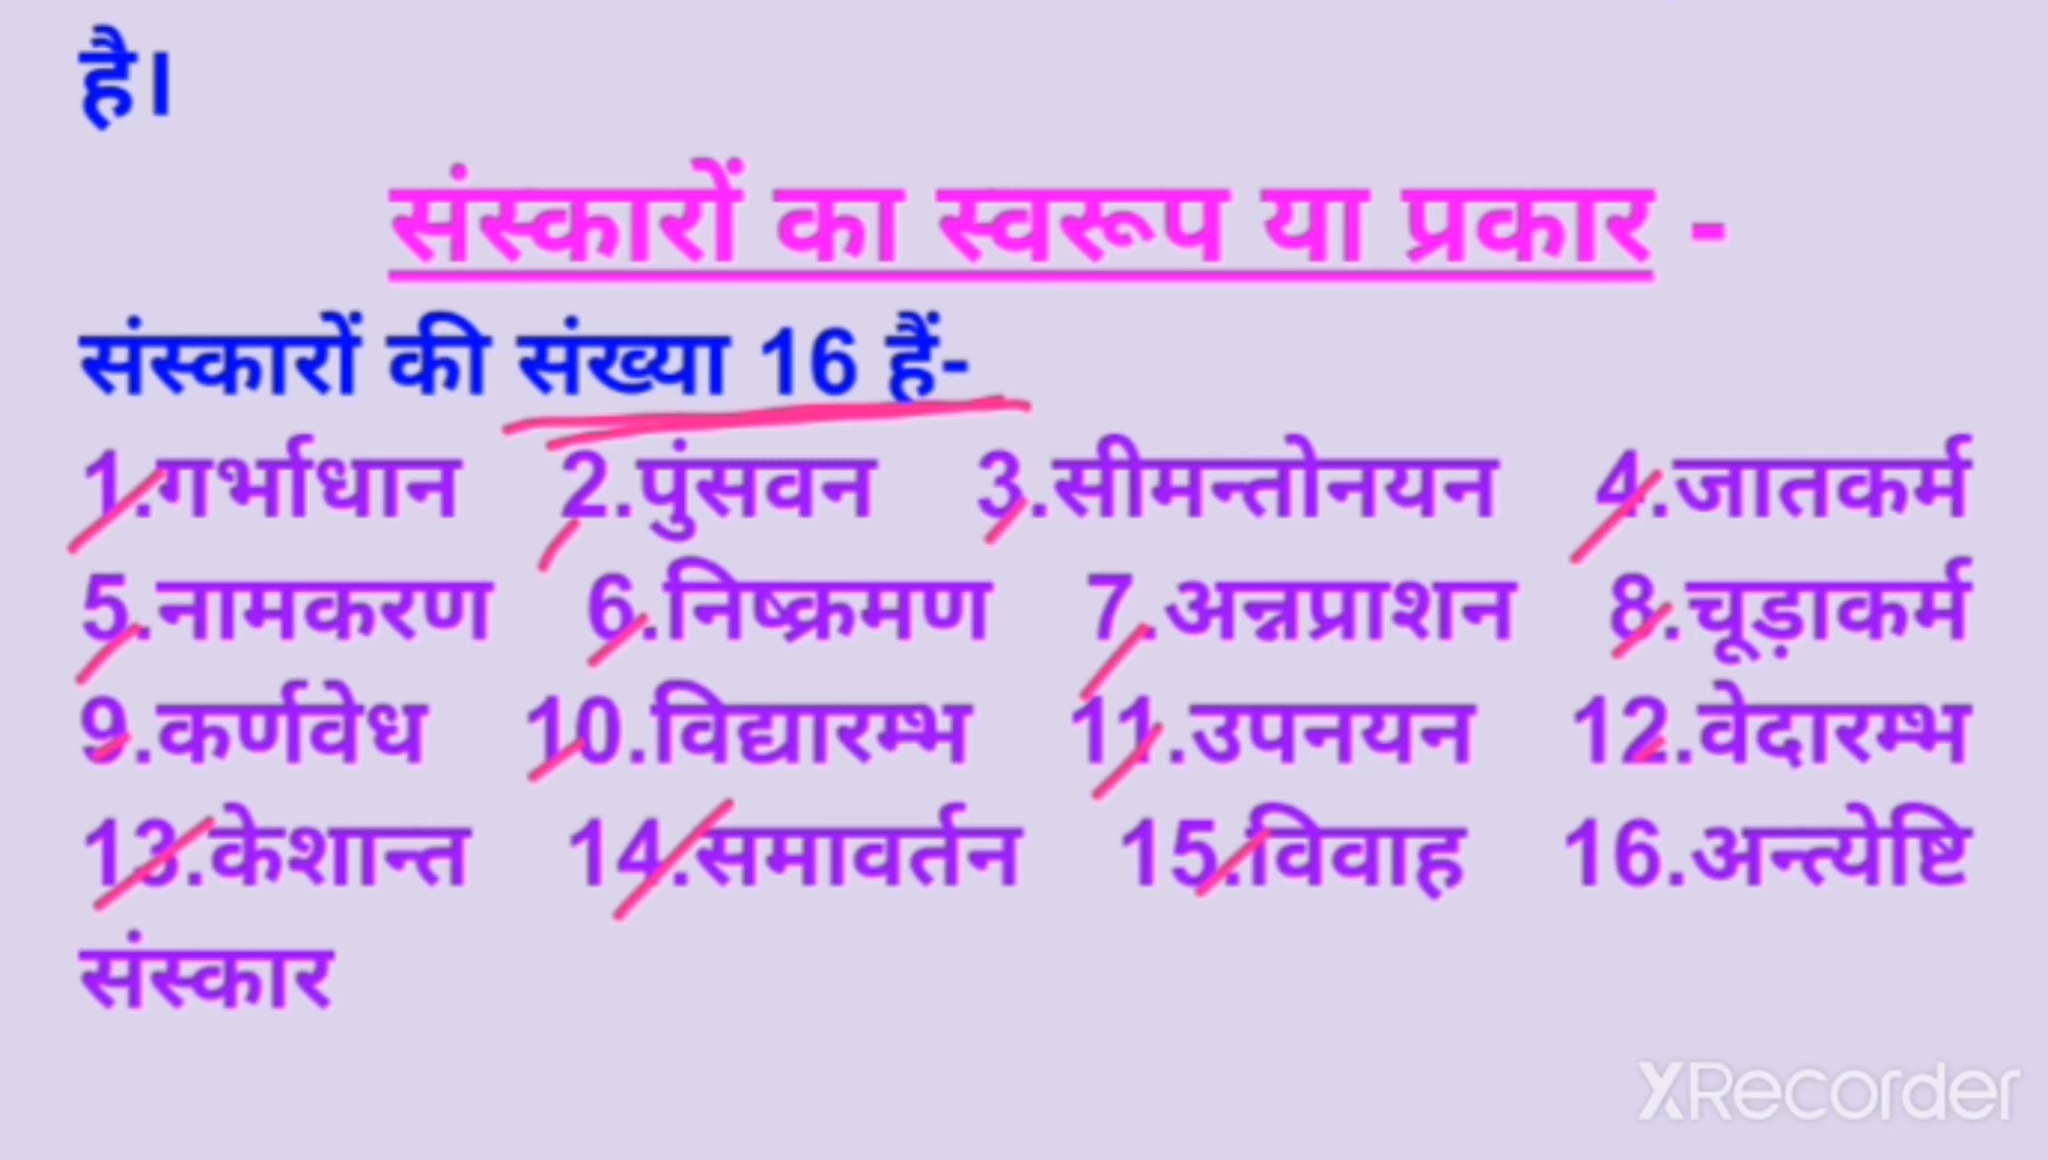 है।
संस्कारों का स्वरूप या प्रकार -
संस्कारों की संख्या 16 हैं-
1.गर्भाधान 2.पुंसवन 3.सीमन्तोनयन 4.जातकर्म
5.नामकरण 6.निष्क्रमण 7.अन्नप्राशन 8.चूड़ाकर्म
9.कर्णवेध 10.विद्यारम्भ 11.उपनयन 12.वेदारम्भ
13.केशान्त 14.समावर्तन 15.विवाह 16.अन्त्येष्टि
संस्कार
XRecorder